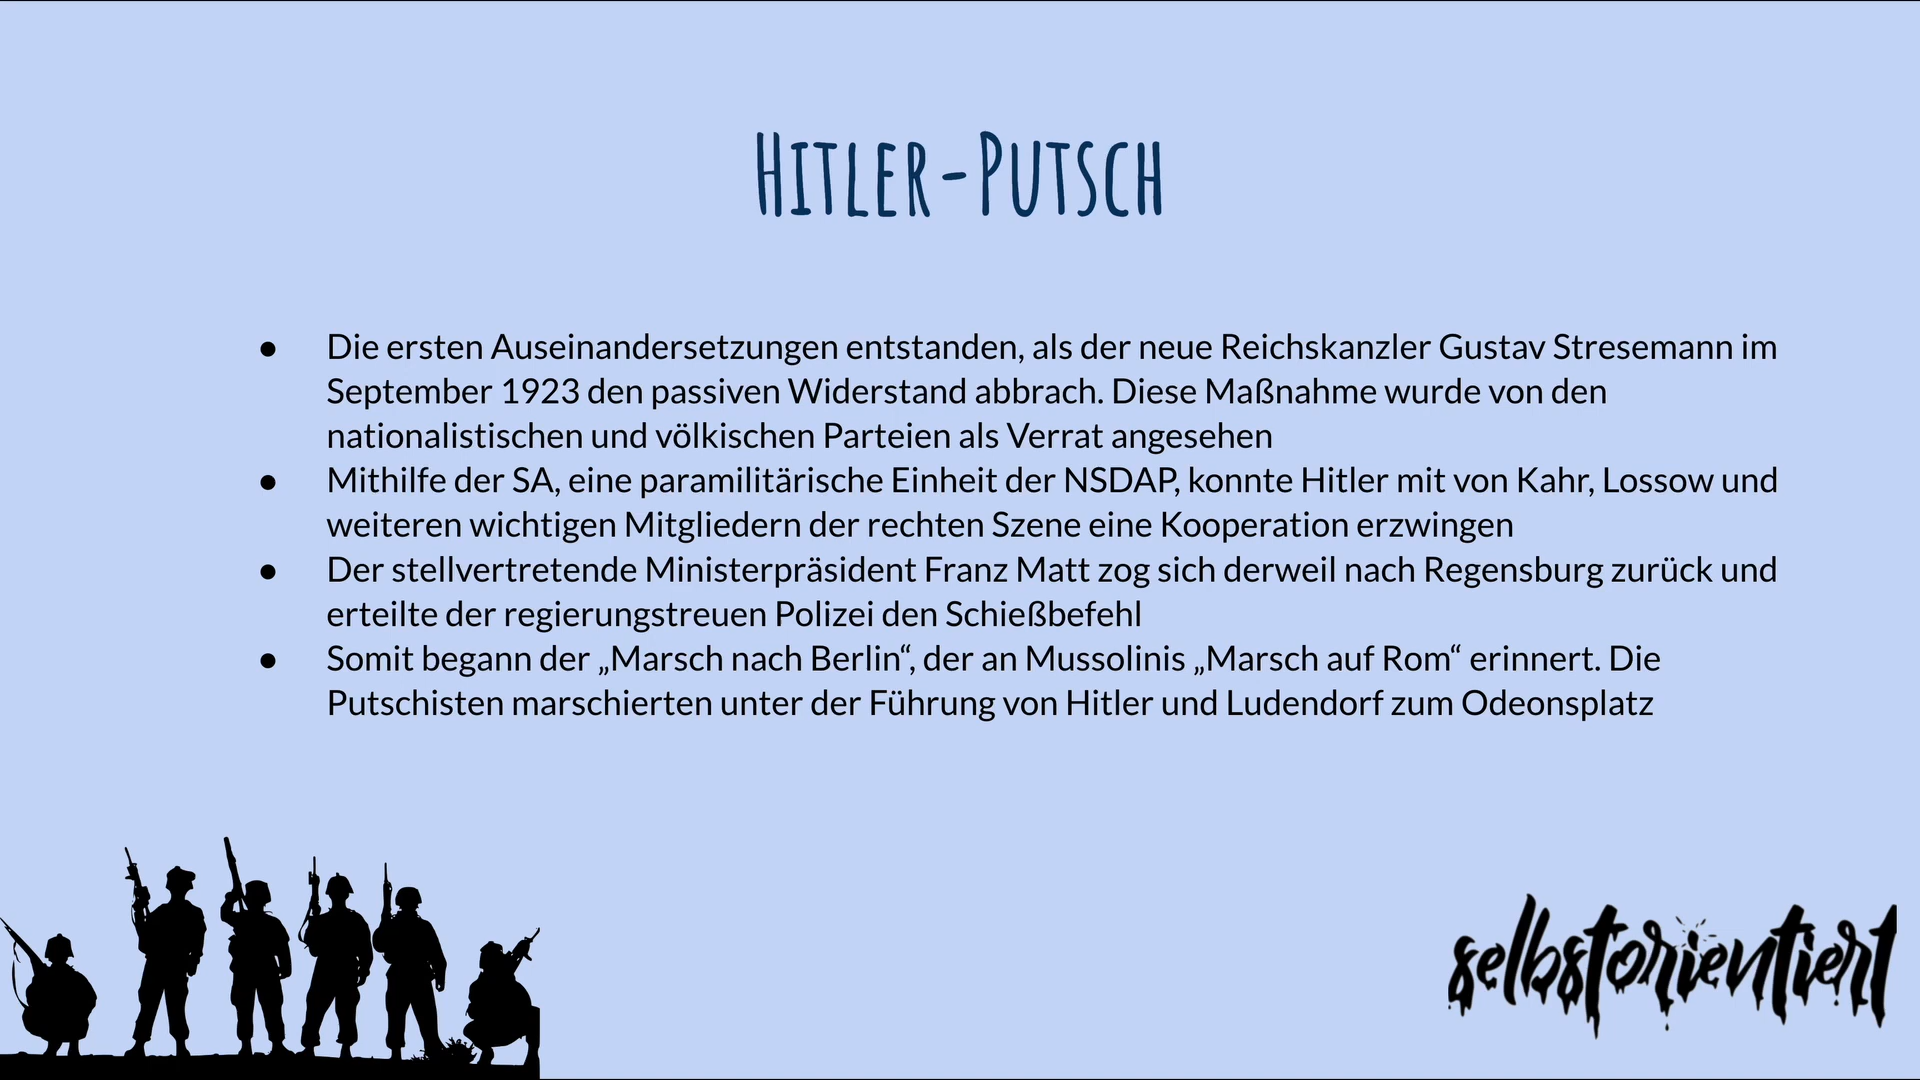 HITLER-PUTSCH
● Die ersten Auseinandersetzungen entstanden, als der neue Reichskanzler Gustav Stresemann im
September 1923 den passiven Widerstand abbrach. Diese Maßnahme wurde von den
nationalistischen und völkischen Parteien als Verrat angesehen
● Mithilfe der SA, eine paramilitärische Einheit der NSDAP, konnte Hitler mit von Kahr, Lossow und
weiteren wichtigen Mitgliedern der rechten Szene eine Kooperation erzwingen
● Der stellvertretende Ministerpräsident Franz Matt zog sich derweil nach Regensburg zurück und
erteilte der regierungstreuen Polizei den Schießbefehl
● Somit begann der „Marsch nach Berlin“, der an Mussolinis „Marsch auf Rom“ erinnert. Die
Putschisten marschierten unter der Führung von Hitler und Ludendorf zum Odeonsplatz
selbstorientiert